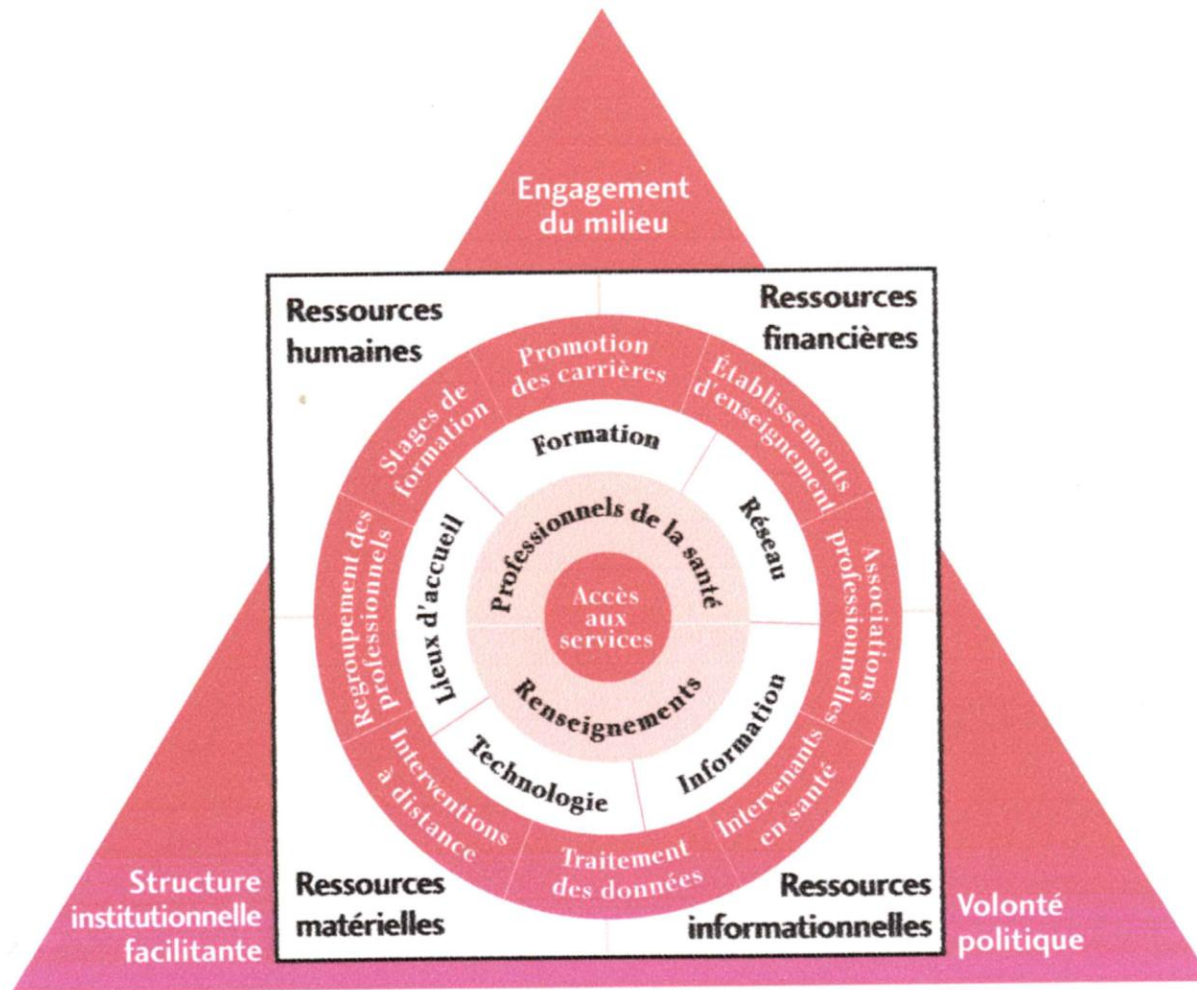 Engagement
du milieu
Ressources
humaines
Ressources
financières
Promotion
des carrières
Établissements
d'enseignement
Associations
professionnelles
Intervenants
en santé
Traitement
des données
Interventions
à distance
Regroupement des
professionnels
Stages de
formation
Formation
Réseau
Information
Technologie
Lieux d'accueil
Professionnels de la santé
Renseignements
Accès
aux
services
Ressources
matérielles
Ressources
informationnelles
Structure
institutionnelle
facilitante
Volonté
politique